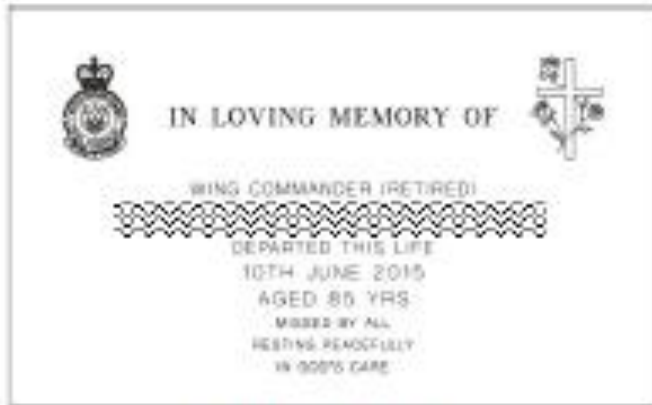 IN LOVING MEMORY OF
WING COMMANDER (RETIRED)
DEPARTED THIS LIFE
10TH JUNE 2015
AGED 85 YRS
MISSED BY ALL
RESTING PEACEFULLY
IN GOD'S CARE